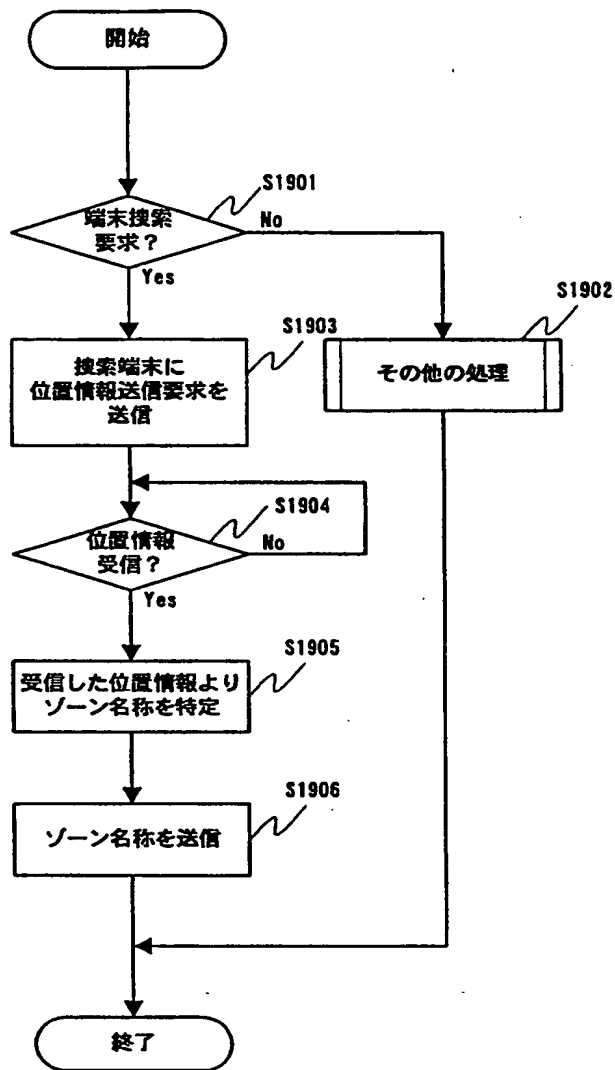 開始
S1901
端末捜索
要求?
No
Yes
S1902
その他の処理
S1903
捜索端末に
位置情報送信要求を
送信
S1904
位置情報
受信?
No
Yes
S1905
受信した位置情報より
ゾーン名称を特定
S1906
ゾーン名称を送信
終了